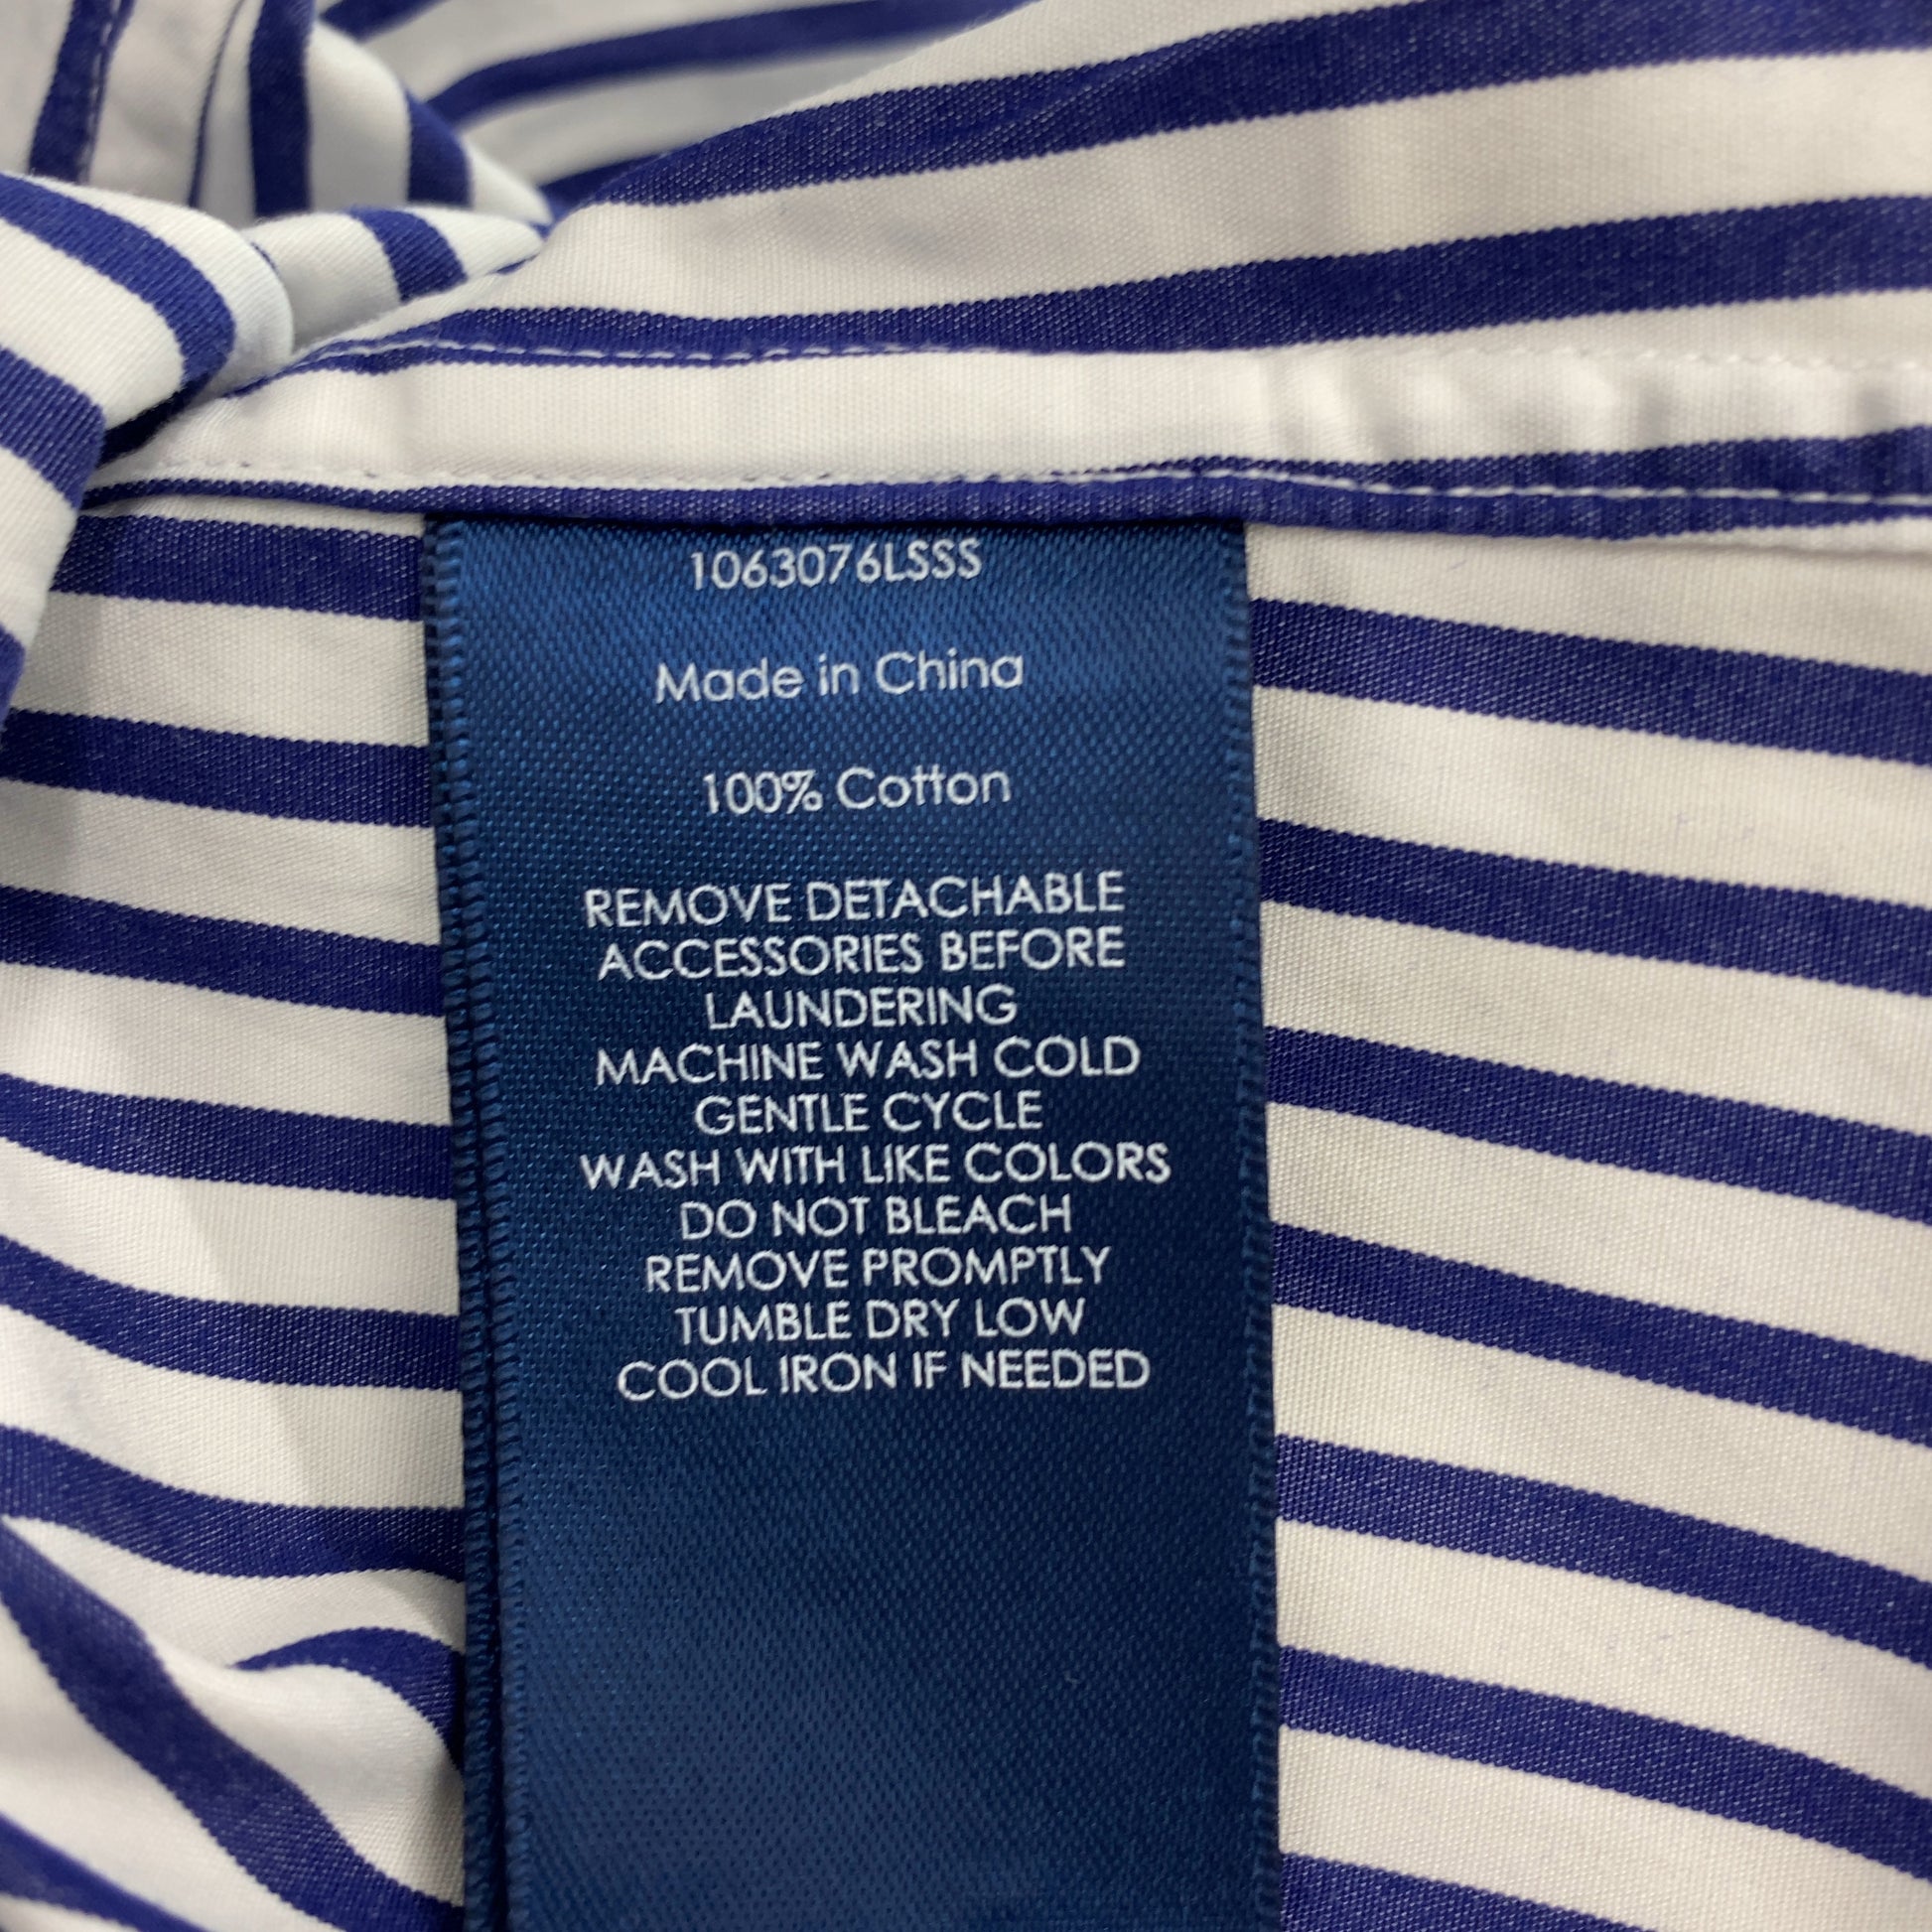 1063076LSSS
Made in China
100% Cotton
REMOVE DETACHABLE
ACCESSORIES BEFORE
LAUNDERING
MACHINE WASH COLD
GENTLE CYCLE
WASH WITH LIKE COLORS
DO NOT BLEACH
REMOVE PROMPTLY
TUMBLE DRY LOW
COOL IRON IF NEEDED